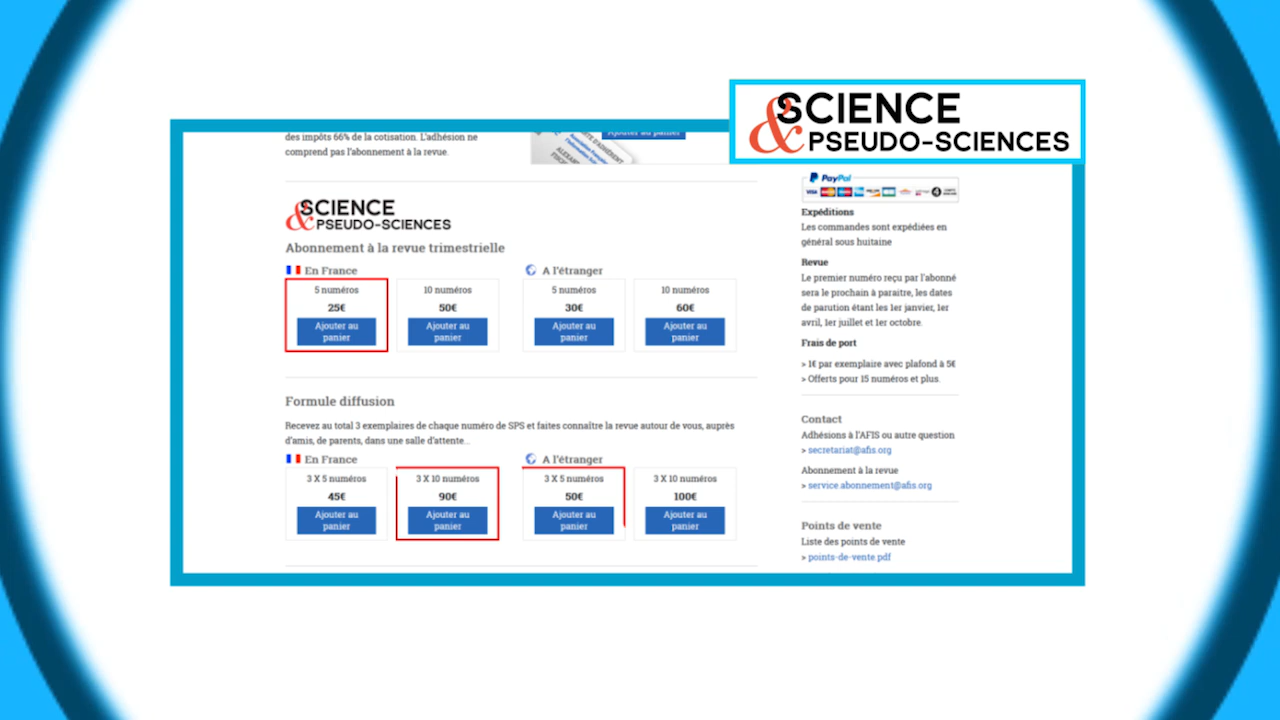 SCIENCE
& PSEUDO-SCIENCES
des impôts 66% de la cotisation. L'adhésion ne
comprend pas l'abonnement à la revue.
Ajouter au panier
SCIENCE
& PSEUDO-SCIENCES
Abonnement à la revue trimestrielle
En France
A l'étranger
5 numéros
10 numéros
5 numéros
10 numéros
25€
50€
30€
60€
Ajouter au
panier
Ajouter au
panier
Ajouter au
panier
Ajouter au
panier
Formule diffusion
Recevez au total 3 exemplaires de chaque numéro de SPS et faites connaître la revue autour de vous, auprès
d'amis, de parents, dans une salle d'attente...
En France
A l'étranger
3 X 5 numéros
3 X 10 numéros
3 X 5 numéros
3 X 10 numéros
45€
90€
50€
100€
Ajouter au
panier
Ajouter au
panier
Ajouter au
panier
Ajouter au
panier
PayPal
VISA
Expéditions
Les commandes sont expédiées en
général sous huitaine
Revue
Le premier numéro reçu par l'abonné
sera le prochain à paraitre, les dates
de parution étant les 1er janvier, 1er
avril, 1er juillet et 1er octobre.
Frais de port
> 1€ par exemplaire avec plafond à 5€
> Offerts pour 15 numéros et plus.
Contact
Adhésions à l'AFIS ou autre question
> secretariat@afis.org
Abonnement à la revue
> service.abonnement@afis.org
Points de vente
Liste des points de vente
> points-de-vente.pdf